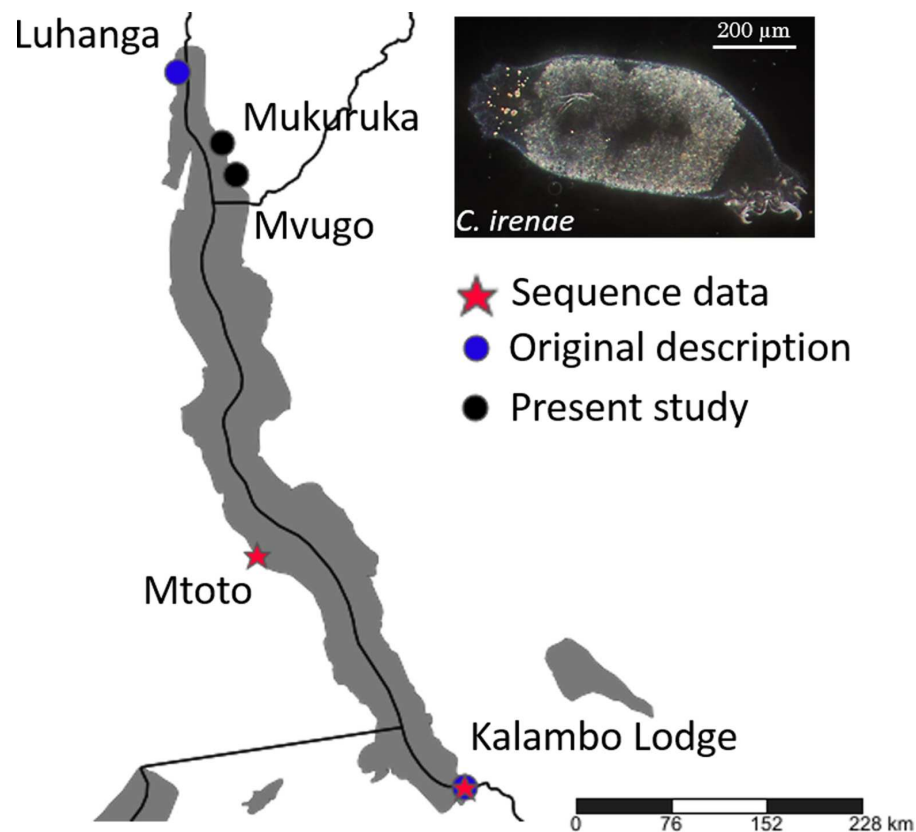 Luhanga
Mukuruka
Mvugo
200 µm
C. irenae
Sequence data
Original description
Present study
Mtoto
Kalambo Lodge
0 76 152 228 km